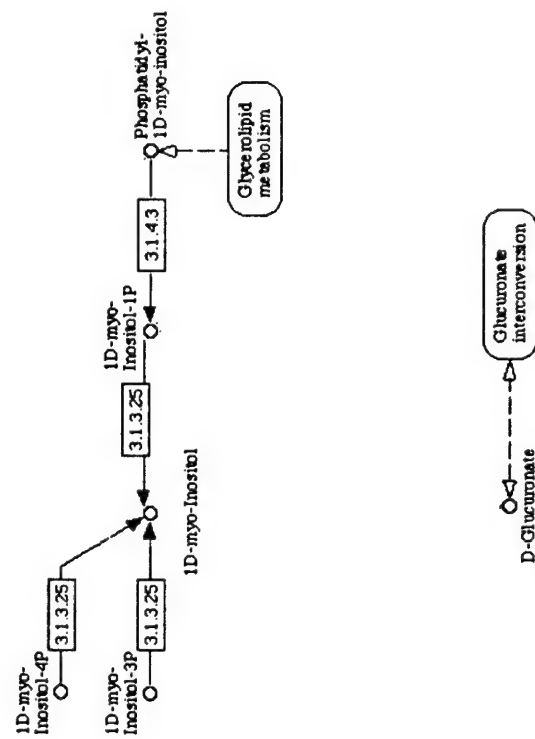 1D-myo-
Inositol-4P
3.1.3.25
1D-myo-
Inositol-3P
3.1.3.25
1D-myo-Inositol
3.1.3.25
1D-myo-
Inositol-1P
3.1.4.3
Phosphatidyl-
1D-myo-inositol
Glycerolipid
metabolism
D-Glucuronate
Glucuronate
interconversion